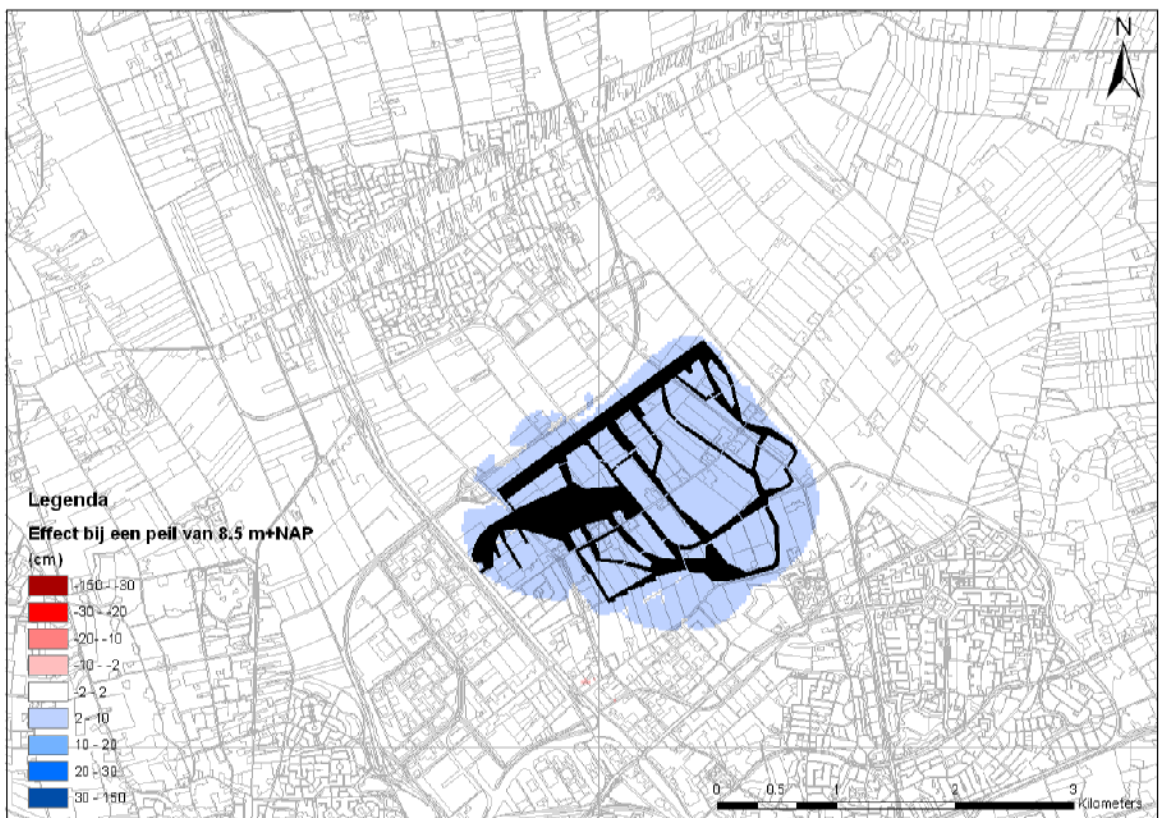 N
Legenda
Effect bij een peil van 8.5 m+NAP
(cm)
-150 - -30
-30 - -20
-20 - -10
-10 - -2
-2 - 2
2 - 10
10 - 20
20 - 30
30 - 150
0 0.5 1 2 3
Kilometers